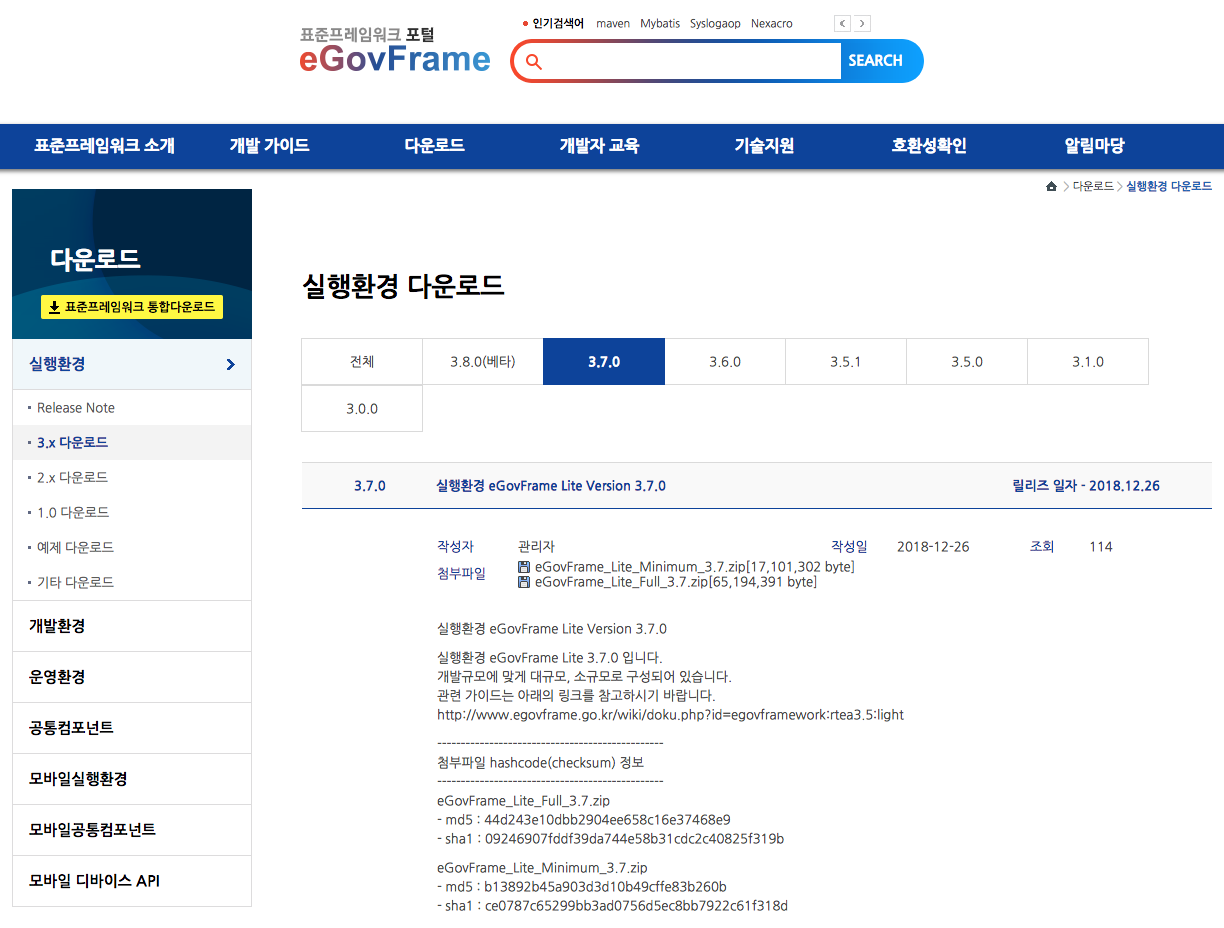 인기검색어 maven Mybatis Syslogaop Nexacro
표준프레임워크 포털
eGovFrame
SEARCH
표준프레임워크 소개 개발 가이드 다운로드 개발자 교육 기술지원 호환성확인 알림마당
다운로드 > 실행환경 다운로드
다운로드
표준프레임워크 통합다운로드
실행환경
Release Note
3.x 다운로드
2.x 다운로드
1.0 다운로드
예제 다운로드
기타 다운로드
개발환경
운영환경
공통컴포넌트
모바일실행환경
모바일공통컴포넌트
모바일 디바이스 API
실행환경 다운로드
전체 3.8.0(베타) 3.7.0 3.6.0 3.5.1 3.5.0 3.1.0
3.0.0
3.7.0 실행환경 eGovFrame Lite Version 3.7.0 릴리즈 일자 - 2018.12.26
작성자 관리자 작성일 2018-12-26 조회 114
첨부파일 eGovFrame_Lite_Minimum_3.7.zip[17,101,302 byte]
eGovFrame_Lite_Full_3.7.zip[65,194,391 byte]
실행환경 eGovFrame Lite Version 3.7.0
실행환경 eGovFrame Lite 3.7.0 입니다.
개발규모에 맞게 대규모, 소규모로 구성되어 있습니다.
관련 가이드는 아래의 링크를 참고하시기 바랍니다.
http://www.egovframe.go.kr/wiki/doku.php?id=egovframework:rtea3.5:light
------------------------------------------------
첨부파일 hashcode(checksum) 정보
------------------------------------------------
eGovFrame_Lite_Full_3.7.zip
- md5 : 44d243e10dbb2904ee658c16e37468e9
- sha1 : 09246907fddf39da744e58b31cdc2c40825f319b
eGovFrame_Lite_Minimum_3.7.zip
- md5 : b13892b45a903d3d10b49cffe83b260b
- sha1 : ce0787c65299bb3ad0756d5ec8bb7922c61f318d